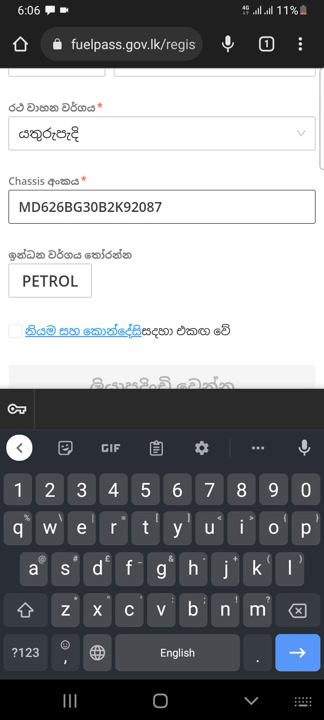 6:06 4G 11%
fuelpass.gov.lk/regis 1
රථ වාහන වර්ගය*
යතුරුපැදි
Chassis අංකය*
MD626BG30B2K92087
ඉන්ධන වර්ගය තෝරන්න
PETROL
නියම සහ කොන්දේසිසදහා එකඟ වේ
ලියාපදිංචි වෙන්න
GIF
1 2 3 4 5 6 7 8 9 0
q w e r t y u i o p
a s d f g h j k l
z x c v b n m
?123 , English .